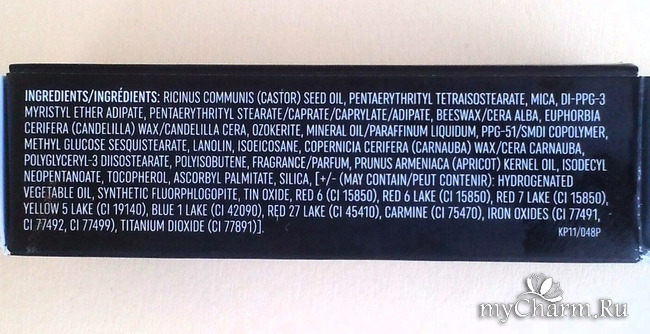 INGREDIENTS/INGRÉDIENTS: RICINUS COMMUNIS (CASTOR) SEED OIL, PENTAERYTHRITYL TETRAISOSTEARATE, MICA, DI-PPG-3
MYRISTYL ETHER ADIPATE, PENTAERYTHRITYL STEARATE/CAPRATE/CAPRYLATE/ADIPATE, BEESWAX/CERA ALBA, EUPHORBIA
CERIFERA (CANDELILLA) WAX/CANDELILLA CERA, OZOKERITE, MINERAL OIL/PARAFFINUM LIQUIDUM, PPG-51/SMDI COPOLYMER,
METHYL GLUCOSE SESQUISTEARATE, LANOLIN, ISOEICOSANE, COPERNICIA CERIFERA (CARNAUBA) WAX/CERA CARNAUBA,
POLYGLYCERYL-3 DIISOSTEARATE, POLYISOBUTENE, FRAGRANCE/PARFUM, PRUNUS ARMENIACA (APRICOT) KERNEL OIL, ISODECYL
NEOPENTANOATE, TOCOPHEROL, ASCORBYL PALMITATE, SILICA, [+/- (MAY CONTAIN/PEUT CONTENIR): HYDROGENATED
VEGETABLE OIL, SYNTHETIC FLUORPHLOGOPITE, TIN OXIDE, RED 6 (CI 15850), RED 6 LAKE (CI 15850), RED 7 LAKE (CI 15850),
YELLOW 5 LAKE (CI 19140), BLUE 1 LAKE (CI 42090), RED 27 LAKE (CI 45410), CARMINE (CI 75470), IRON OXIDES (CI 77491,
CI 77492, CI 77499), TITANIUM DIOXIDE (CI 77891)].
KP11/048P
myCharm.Ru